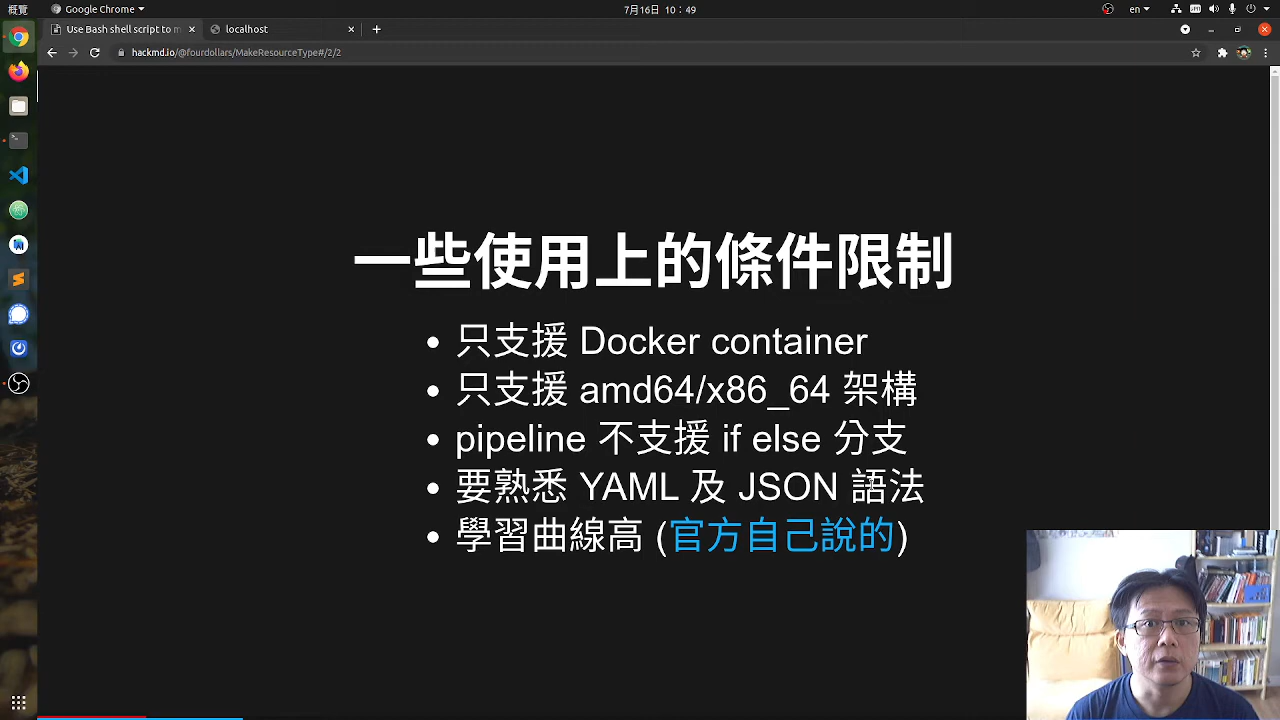 概覽
Google Chrome
7月16日 10：49
en
Use Bash shell script to m
localhost
hackmd.io/@fourdollars/MakeResourceType#/2/2
一些使用上的條件限制
只支援 Docker container
只支援 amd64/x86_64 架構
pipeline 不支援 if else 分支
要熟悉 YAML 及 JSON 語法
學習曲線高 (官方自己說的)